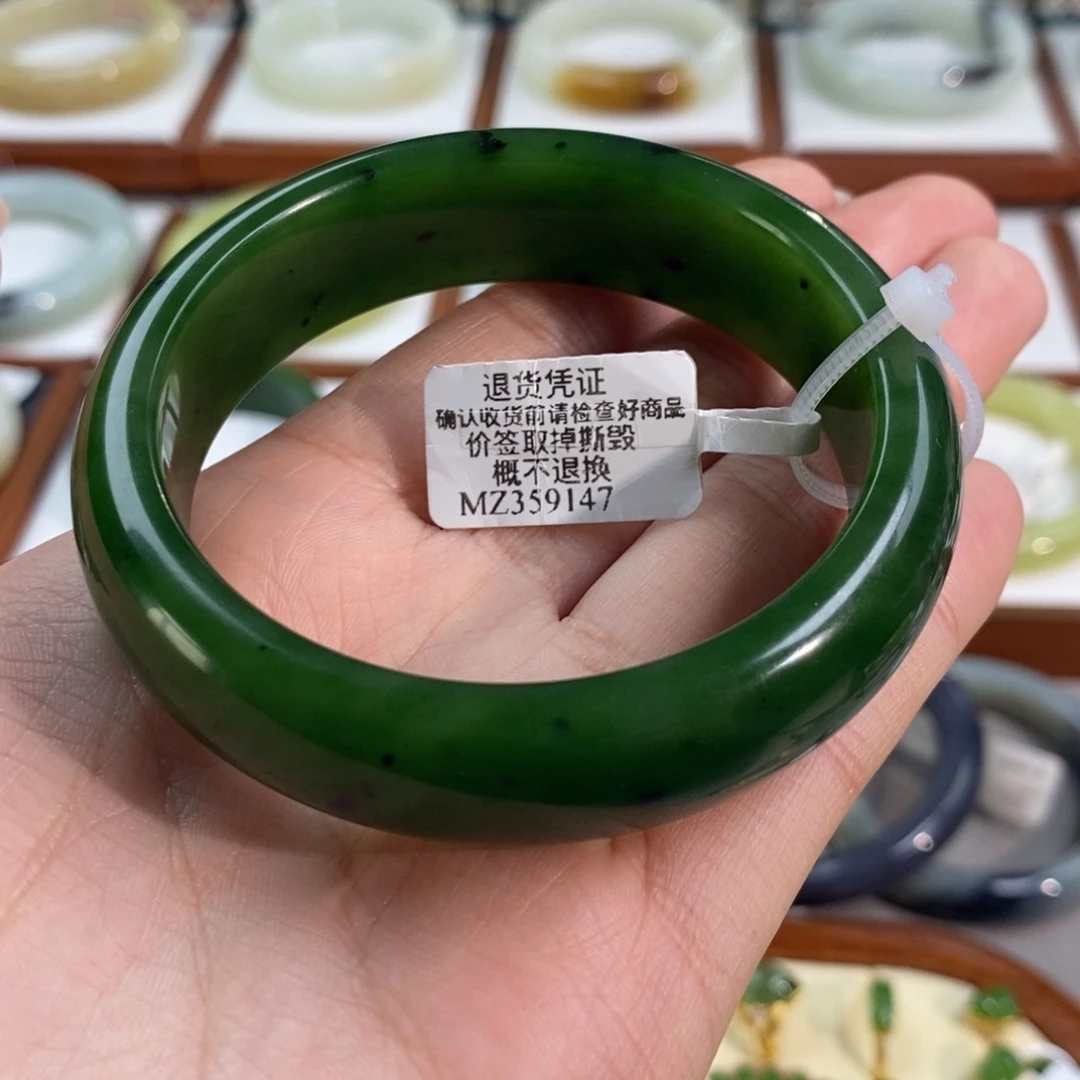 退货凭证
确认收货前请检查好商品
价签取掉撕毁
概不退换
MZ359147